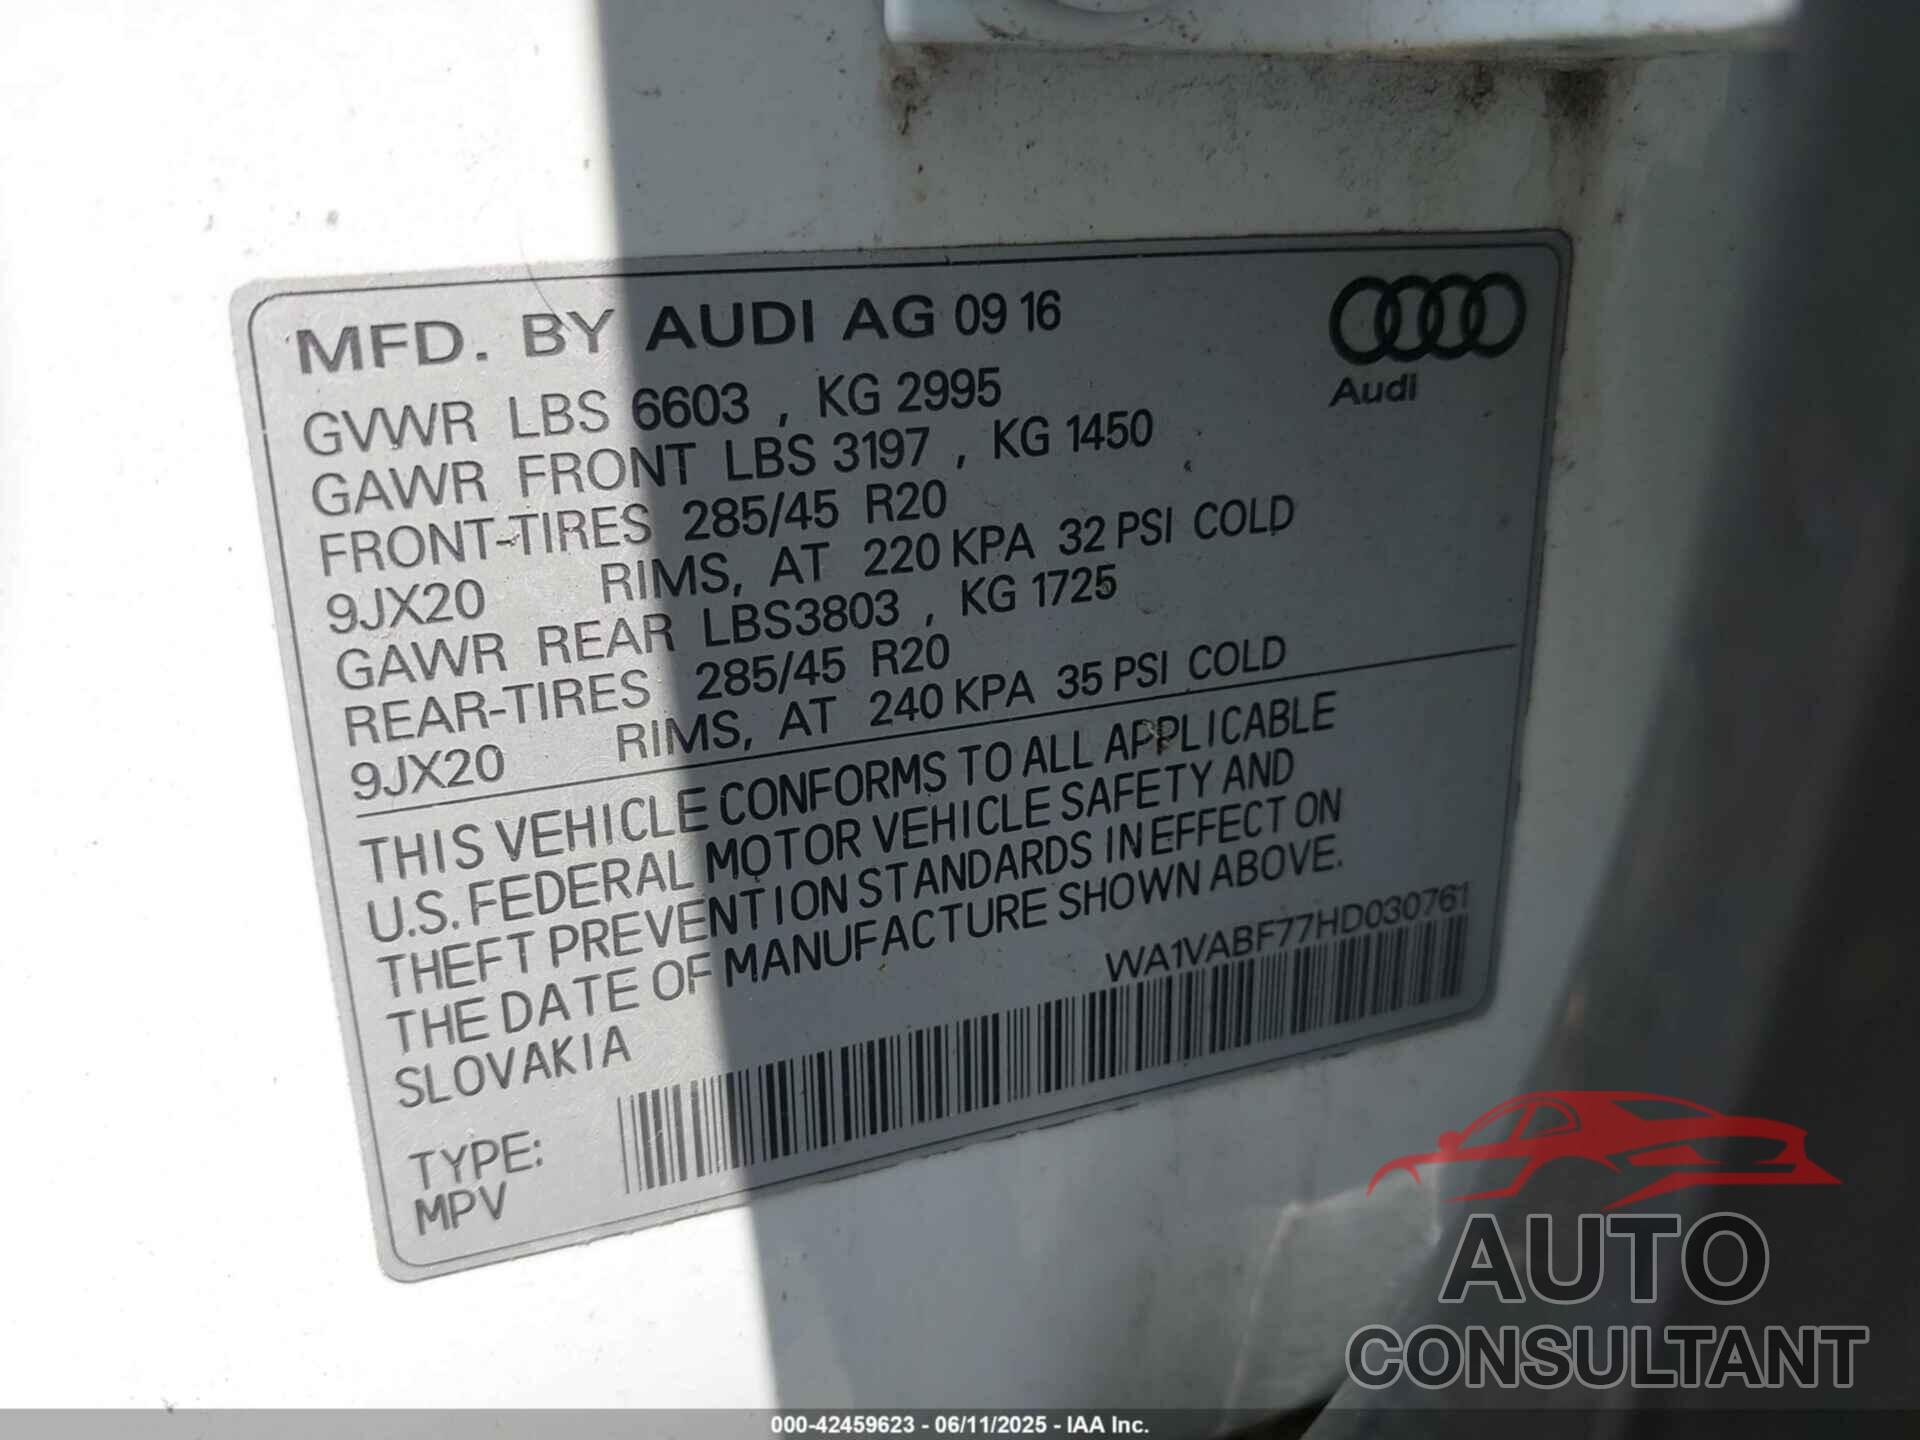 MFD. BY AUDI AG 09 16
Audi
GVWR LBS 6603 , KG 2995
GAWR FRONT LBS 3197 , KG 1450
FRONT-TIRES 285/45 R20
9JX20 RIMS, AT 220 KPA 32 PSI COLD
GAWR REAR LBS3803 , KG 1725
REAR-TIRES 285/45 R20
9JX20 RIMS, AT 240 KPA 35 PSI COLD
THIS VEHICLE CONFORMS TO ALL APPLICABLE
U.S. FEDERAL MOTOR VEHICLE SAFETY AND
THEFT PREVENTION STANDARDS IN EFFECT ON
THE DATE OF MANUFACTURE SHOWN ABOVE.
SLOVAKIA
WA1VABF77HD030761
TYPE:
MPV
AUTO
CONSULTANT
000-42459623 - 06/11/2025 - IAA Inc.